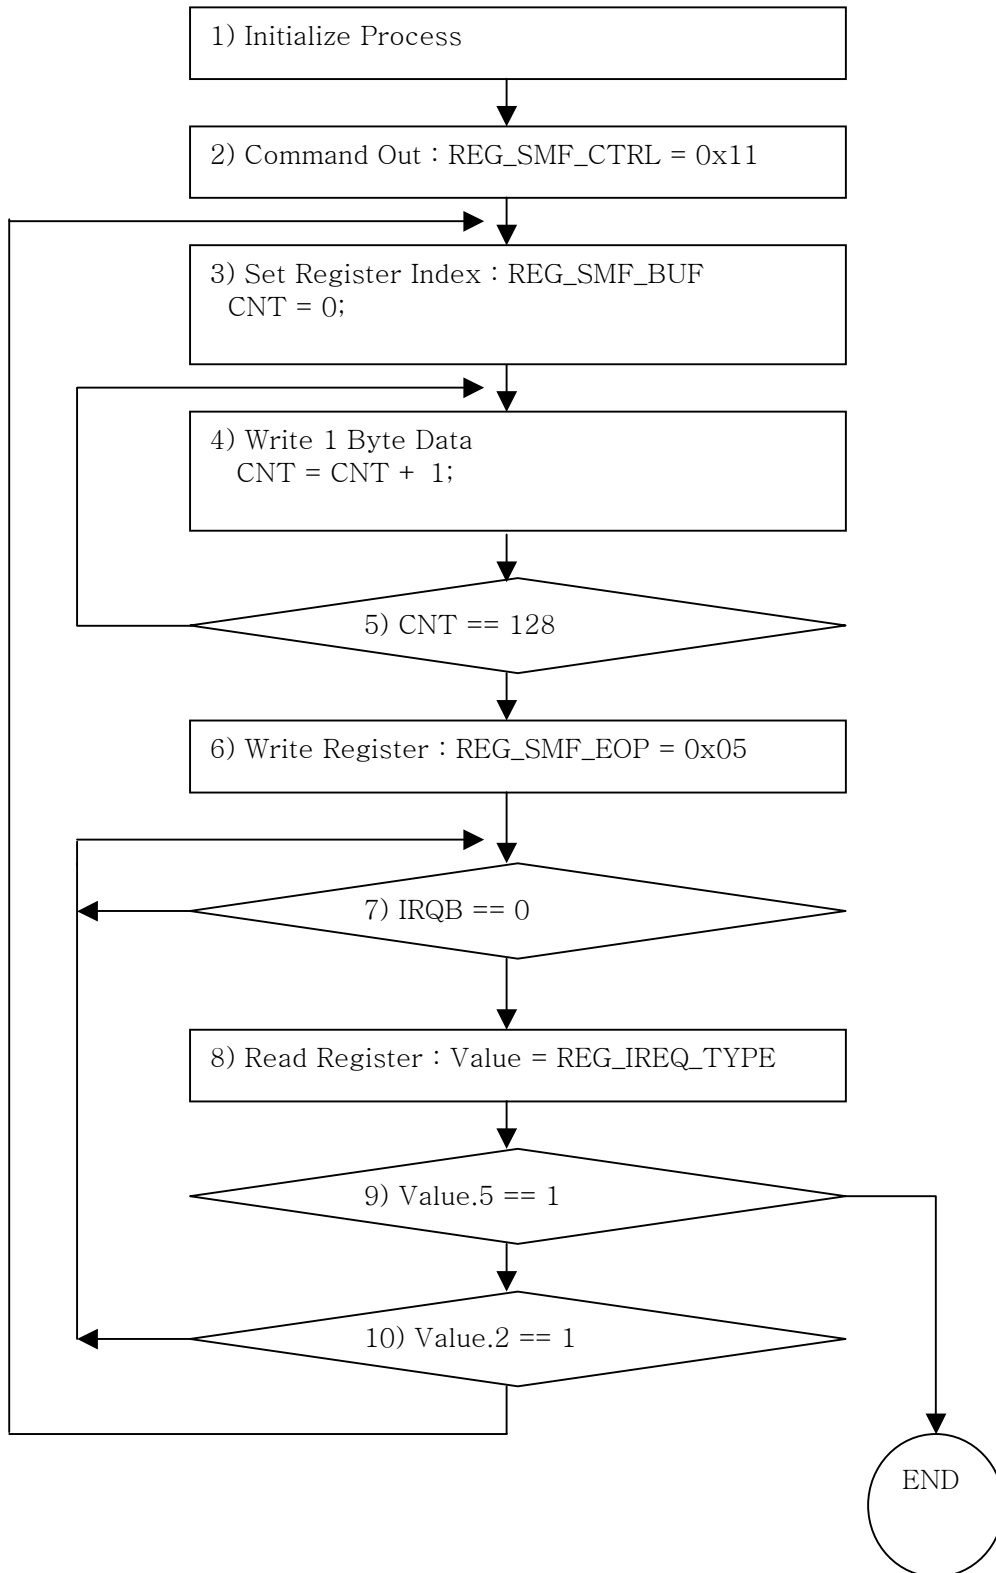 1) Initialize Process
2) Command Out : REG_SMF_CTRL = 0x11
3) Set Register Index : REG_SMF_BUF
CNT = 0;
4) Write 1 Byte Data
CNT = CNT + 1;
5) CNT == 128
6) Write Register : REG_SMF_EOP = 0x05
7) IRQB == 0
8) Read Register : Value = REG_IREQ_TYPE
9) Value.5 == 1
10) Value.2 == 1
END